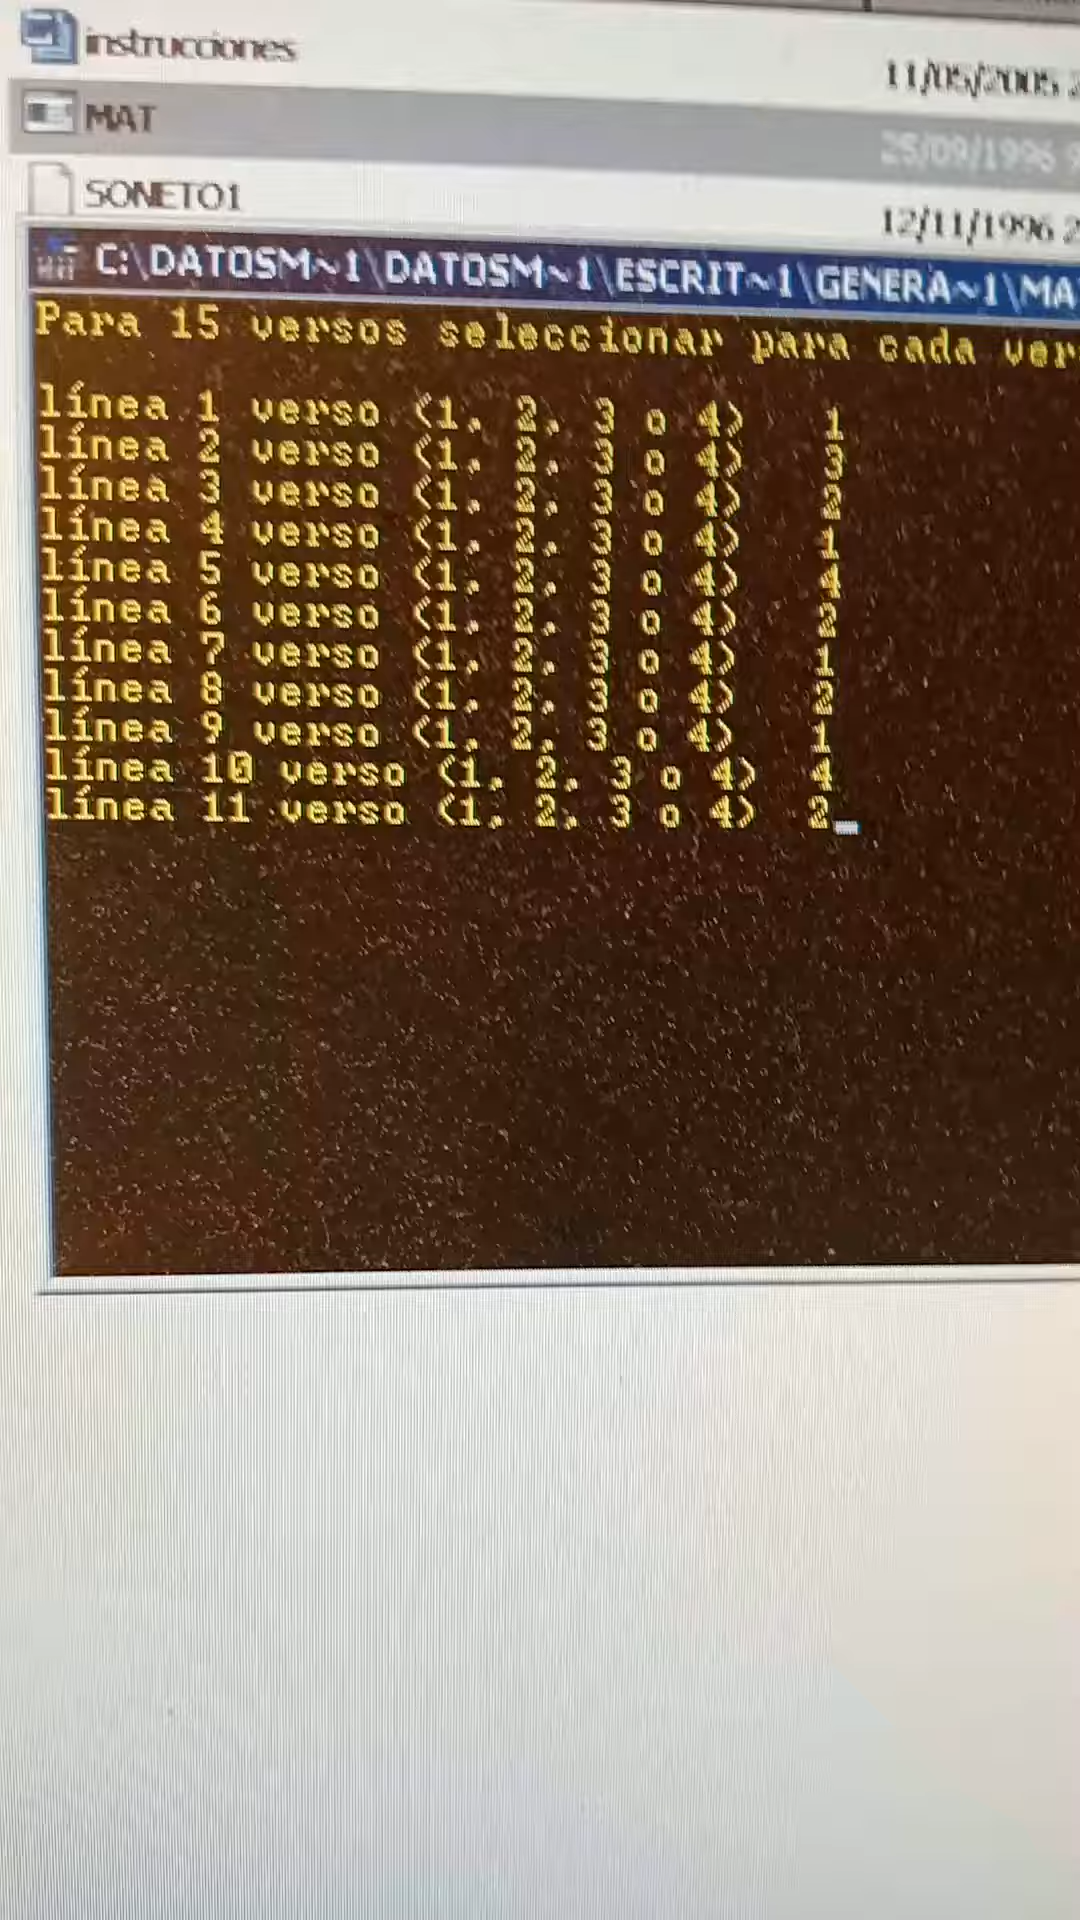 instrucciones
11/05/2005
MAT
25/09/1996
SONETO1
12/11/1996
C:\DATOSM~1\DATOSM~1\ESCRIT~1\GENERA~1\MA
Para 15 versos seleccionar para cada ver
línea 1 verso (1, 2, 3 o 4) 1
línea 2 verso (1, 2, 3 o 4) 3
línea 3 verso (1, 2, 3 o 4) 2
línea 4 verso (1, 2, 3 o 4) 1
línea 5 verso (1, 2, 3 o 4) 4
línea 6 verso (1, 2, 3 o 4) 2
línea 7 verso (1, 2, 3 o 4) 1
línea 8 verso (1, 2, 3 o 4) 2
línea 9 verso (1, 2, 3 o 4) 1
línea 10 verso (1, 2, 3 o 4) 4
línea 11 verso (1, 2, 3 o 4) 2